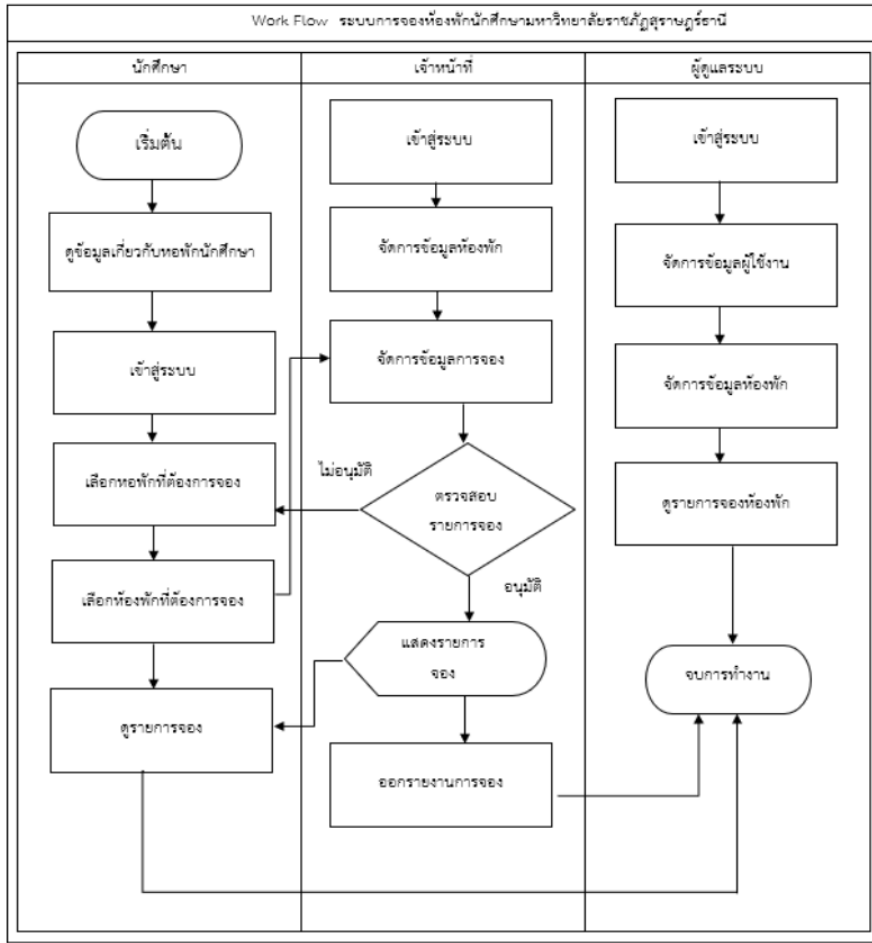 Work Flow ระบบการจองห้องพักนักศึกษามหาวิทยาลัยราชภัฏสุราษฎร์ธานี
นักศึกษา
เจ้าหน้าที่
ผู้ดูแลระบบ
เริ่มต้น
ดูข้อมูลเกี่ยวกับหอพักนักศึกษา
เข้าสู่ระบบ
เลือกหอพักที่ต้องการจอง
เลือกห้องพักที่ต้องการจอง
ดูรายการจอง
เข้าสู่ระบบ
จัดการข้อมูลห้องพัก
จัดการข้อมูลการจอง
ไม่อนุมัติ
ตรวจสอบ
รายการจอง
อนุมัติ
แสดงรายการ
จอง
ออกรายงานการจอง
เข้าสู่ระบบ
จัดการข้อมูลผู้ใช้งาน
จัดการข้อมูลห้องพัก
ดูรายการจองห้องพัก
จบการทำงาน